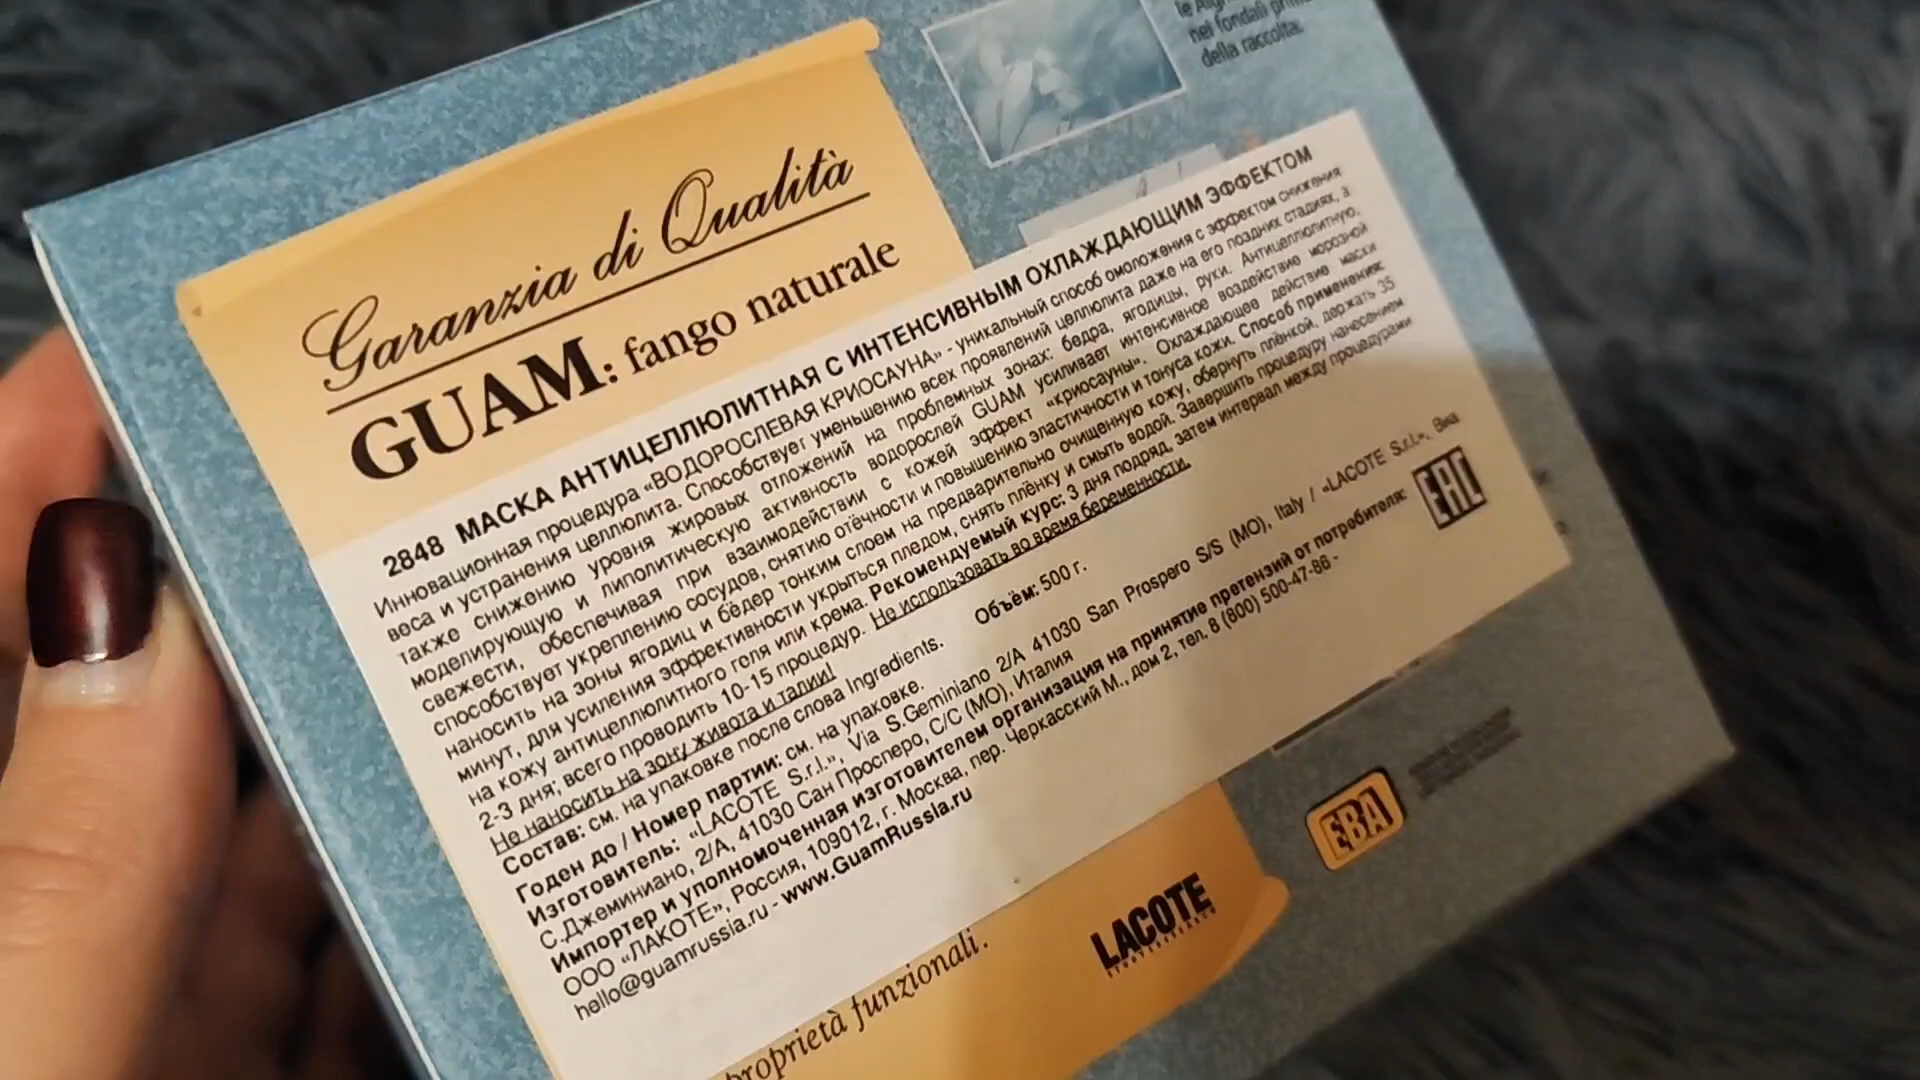 le Alghe
nei fondali
della raccolta.
Garanzia di Qualità
GUAM: fango naturale
2848 МАСКА АНТИЦЕЛЛЮЛИТНАЯ С ИНТЕНСИВНЫМ ОХЛАЖДАЮЩИМ ЭФФЕКТОМ
Инновационная процедура «ВОДОРОСЛЕВАЯ КРИОСАУНА» - уникальный способ омоложения с эффектом снижения
веса и устранения целлюлита. Способствует уменьшению всех проявлений целлюлита даже на его поздних стадиях, а
также снижению уровня жировых отложений на проблемных зонах: бедра, ягодицы, руки. Антицеллюлитную,
моделирующую и липолитическую активность водорослей GUAM усиливает интенсивное воздействие морозной
свежести, обеспечивая при взаимодействии с кожей эффект «криосауны». Охлаждающее действие маски
способствует укреплению сосудов, снятию отёчности и повышению эластичности и тонуса кожи. Способ применения:
наносить на зоны ягодиц и бёдер тонким слоем на предварительно очищенную кожу, обернуть плёнкой, держать 35
минут, для усиления эффективности укрыться пледом, снять плёнку и смыть водой. Завершить процедуру нанесением
на кожу антицеллюлитного геля или крема. Рекомендуемый курс: 3 дня подряд, затем интервал между процедурами
2-3 дня; всего проводить 10-15 процедур. Не использовать во время беременности.
Не наносить на зону живота и талии!
Состав: см. на упаковке после слова Ingredients. Объём: 500 г.
Годен до / Номер партии: см. на упаковке.
Изготовитель: «LACOTE S.r.l.», Via S.Geminiano 2/A 41030 San Prospero S/S (MO), Italy / «LACOTE S.r.l.», Виа
С.Джеминиано, 2/А, 41030 Сан Просперо, С/С (МО), Италия
Импортер и уполномоченная изготовителем организация на принятие претензий от потребителя:
ООО «ЛАКОТЕ», Россия, 109012, г. Москва, пер. Черкасский М., дом 2, тел. 8 (800) 500-47-86 -
hello@guamrussia.ru - www.GuamRussia.ru
EAC
EBA
LACOTE
proprietà funzionali.